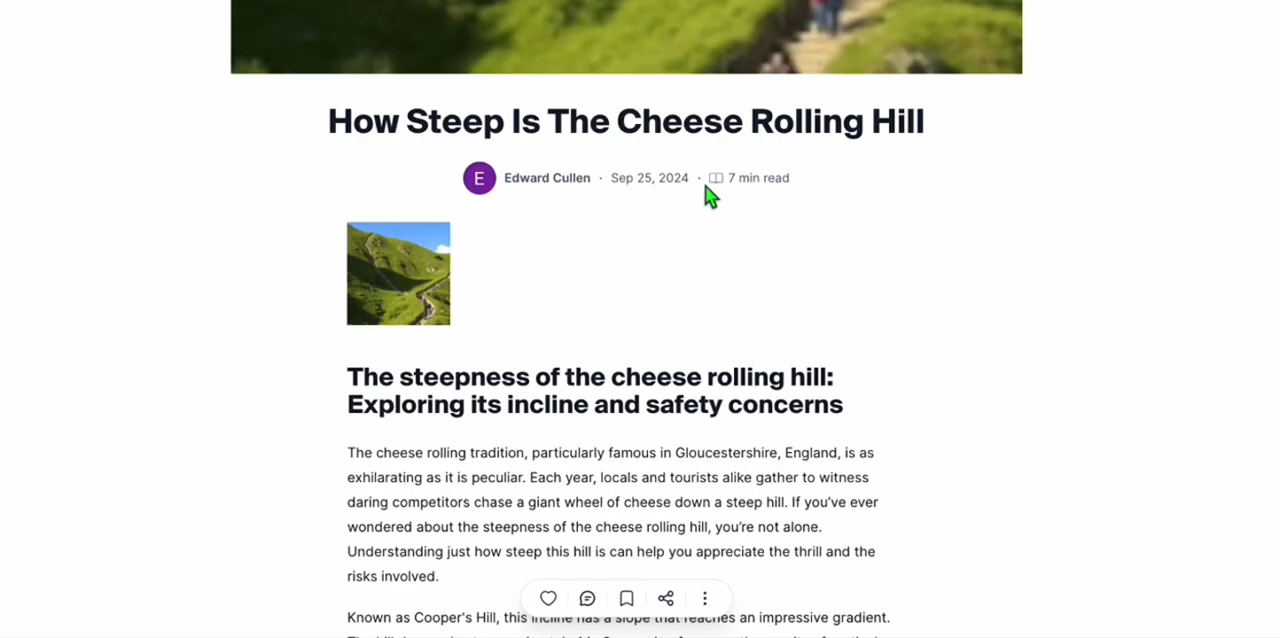 How Steep Is The Cheese Rolling Hill
E Edward Cullen · Sep 25, 2024 · 7 min read
The steepness of the cheese rolling hill:
Exploring its incline and safety concerns
The cheese rolling tradition, particularly famous in Gloucestershire, England, is as
exhilarating as it is peculiar. Each year, locals and tourists alike gather to witness
daring competitors chase a giant wheel of cheese down a steep hill. If you’ve ever
wondered about the steepness of the cheese rolling hill, you’re not alone.
Understanding just how steep this hill is can help you appreciate the thrill and the
risks involved.
Known as Cooper's Hill, this incline has a slope that reaches an impressive gradient.